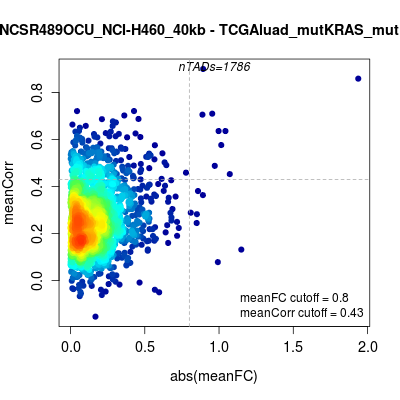 NCSR489OCU_NCI-H460_40kb - TCGAluad_mutKRAS_mut
nTADs=1786
meanCorr
0.8
0.6
0.4
0.2
0.0
meanFC cutoff = 0.8
meanCorr cutoff = 0.43
0.0 0.5 1.0 1.5 2.0
abs(meanFC)